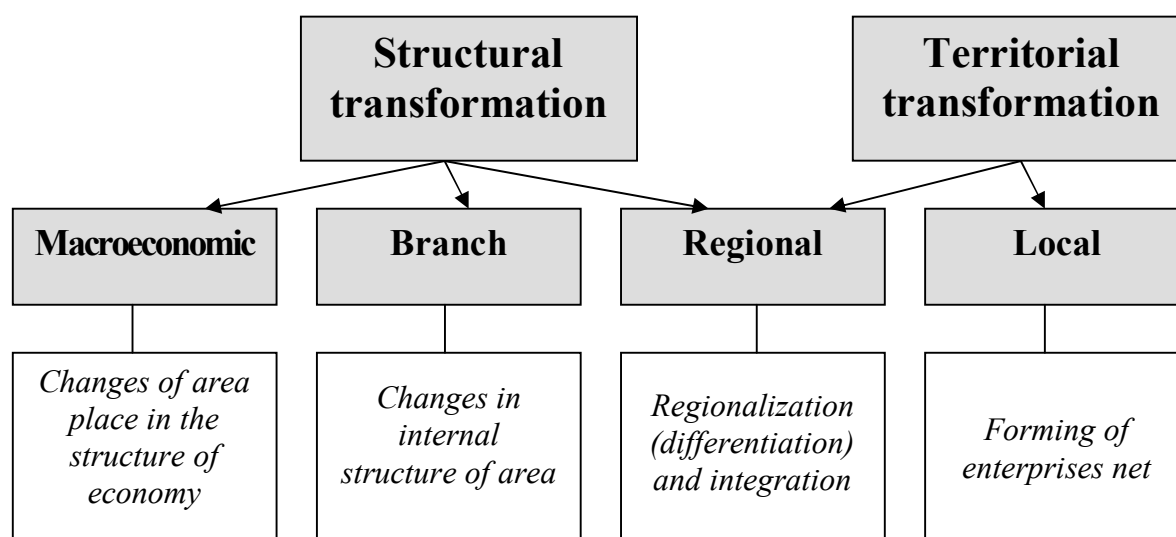 Structural
transformation
Territorial
transformation
Macroeconomic
Branch
Regional
Local
Changes of area
place in the
structure of
economy
Changes in
internal
structure of area
Regionalization
(differentiation)
and integration
Forming of
enterprises net